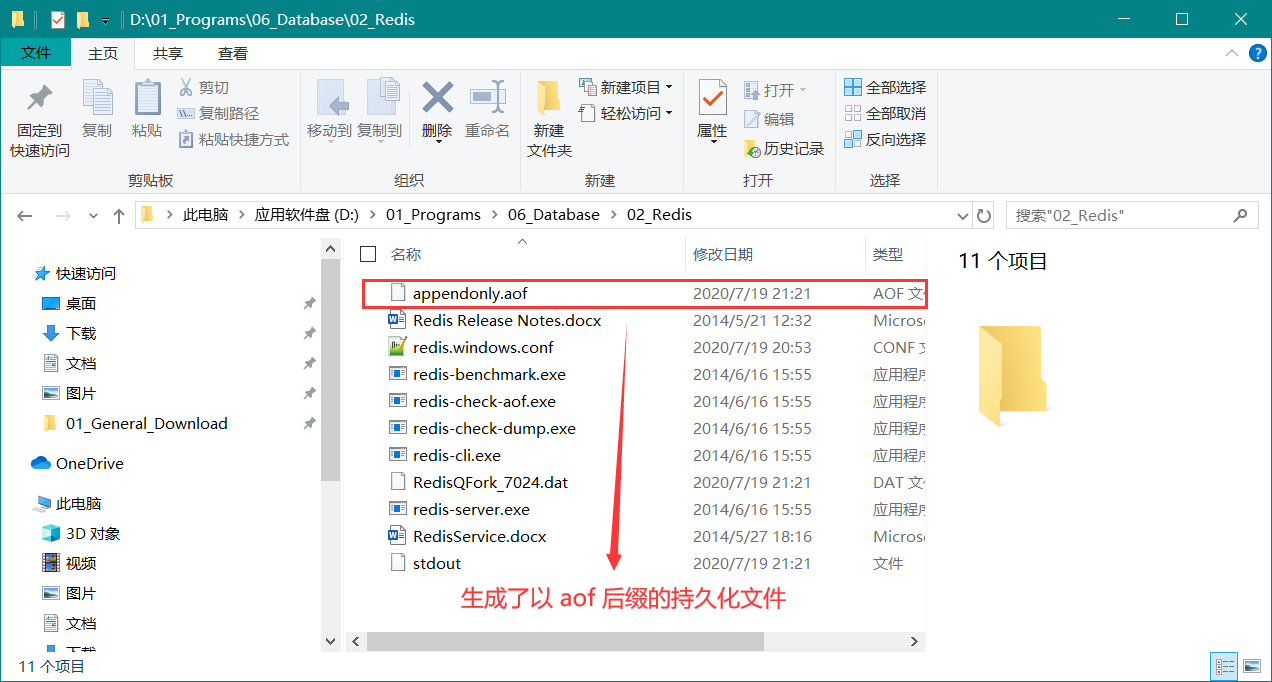 D:\01_Programs\06_Database\02_Redis
文件 主页 共享 查看
固定到
快速访问
复制
粘贴
剪切
复制路径
粘贴快捷方式
剪贴板
移动到
复制到
删除
重命名
组织
新建
文件夹
新建项目
轻松访问
新建
属性
打开
编辑
历史记录
打开
全部选择
全部取消
反向选择
选择
此电脑 > 应用软件盘 (D:) > 01_Programs > 06_Database > 02_Redis
搜索"02_Redis"
快速访问
桌面
下载
文档
图片
01_General_Download
OneDrive
此电脑
3D 对象
视频
图片
文档
下载
名称 修改日期 类型
appendonly.aof 2020/7/19 21:21 AOF 文
Redis Release Notes.docx 2014/5/21 12:32 Micros
redis.windows.conf 2020/7/19 20:53 CONF
redis-benchmark.exe 2014/6/16 15:55 应用程
redis-check-aof.exe 2014/6/16 15:55 应用程
redis-check-dump.exe 2014/6/16 15:55 应用程
redis-cli.exe 2014/6/16 15:55 应用程
RedisQFork_7024.dat 2020/7/19 21:21 DAT 文
redis-server.exe 2014/6/16 15:55 应用程
RedisService.docx 2014/5/27 18:16 Micros
stdout 2020/7/19 21:21 文件
生成了以 aof 后缀的持久化文件
11 个项目
11 个项目